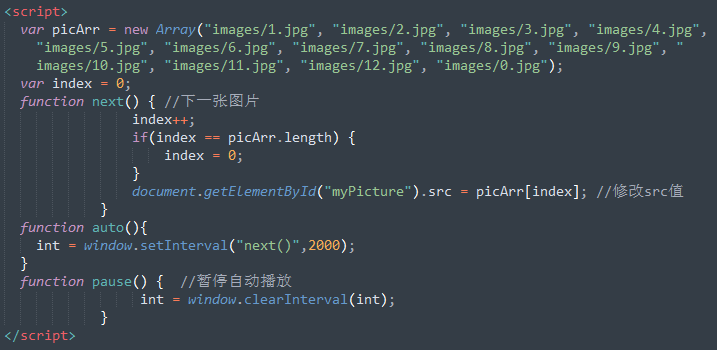 <script>
var picArr = new Array("images/1.jpg", "images/2.jpg", "images/3.jpg", "images/4.jpg",
"images/5.jpg", "images/6.jpg", "images/7.jpg", "images/8.jpg", "images/9.jpg", "
images/10.jpg", "images/11.jpg", "images/12.jpg", "images/0.jpg");
var index = 0;
function next() { //下一张图片
index++;
if(index == picArr.length) {
index = 0;
}
document.getElementById("myPicture").src = picArr[index]; //修改src值
}
function auto(){
int = window.setInterval("next()",2000);
}
function pause() {  //暂停自动播放
int = window.clearInterval(int);
}
</script>